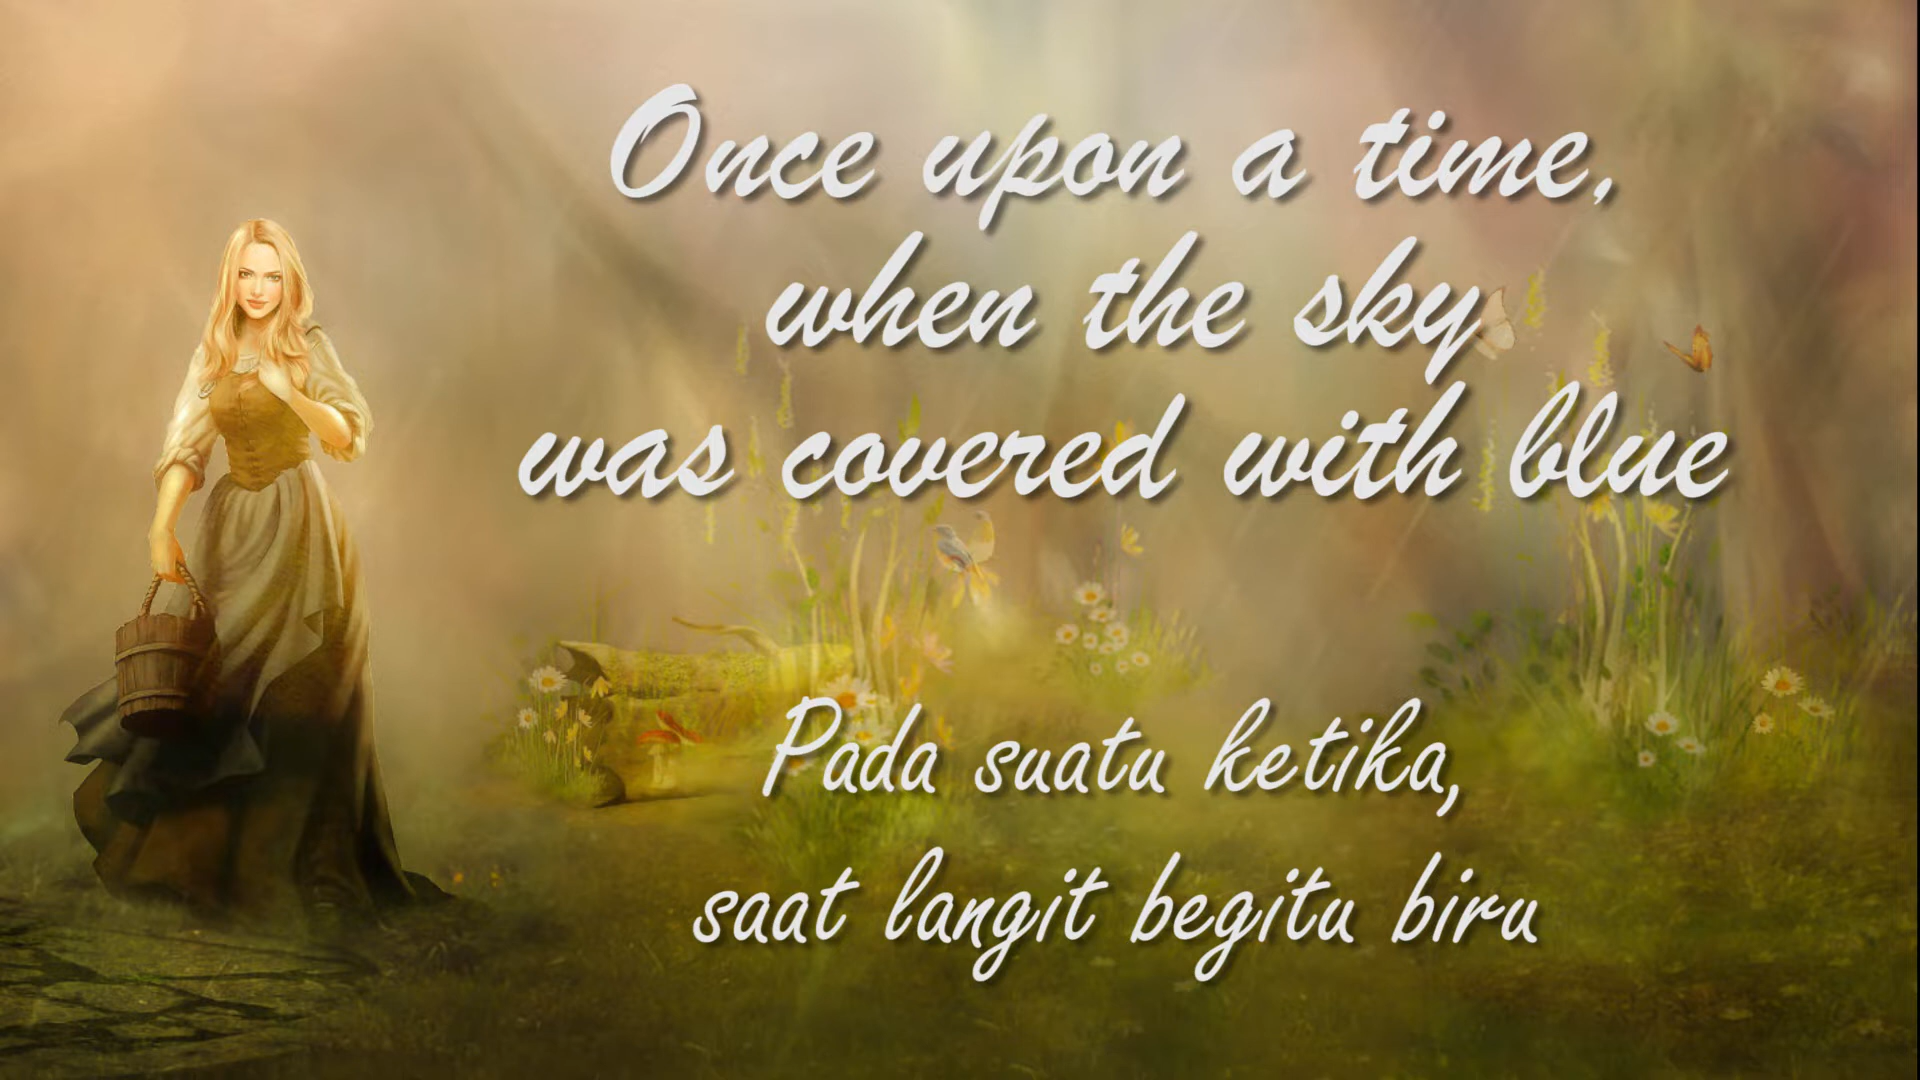 Once upon a time,
when the sky
was covered with blue
Pada suatu ketika,
saat langit begitu biru